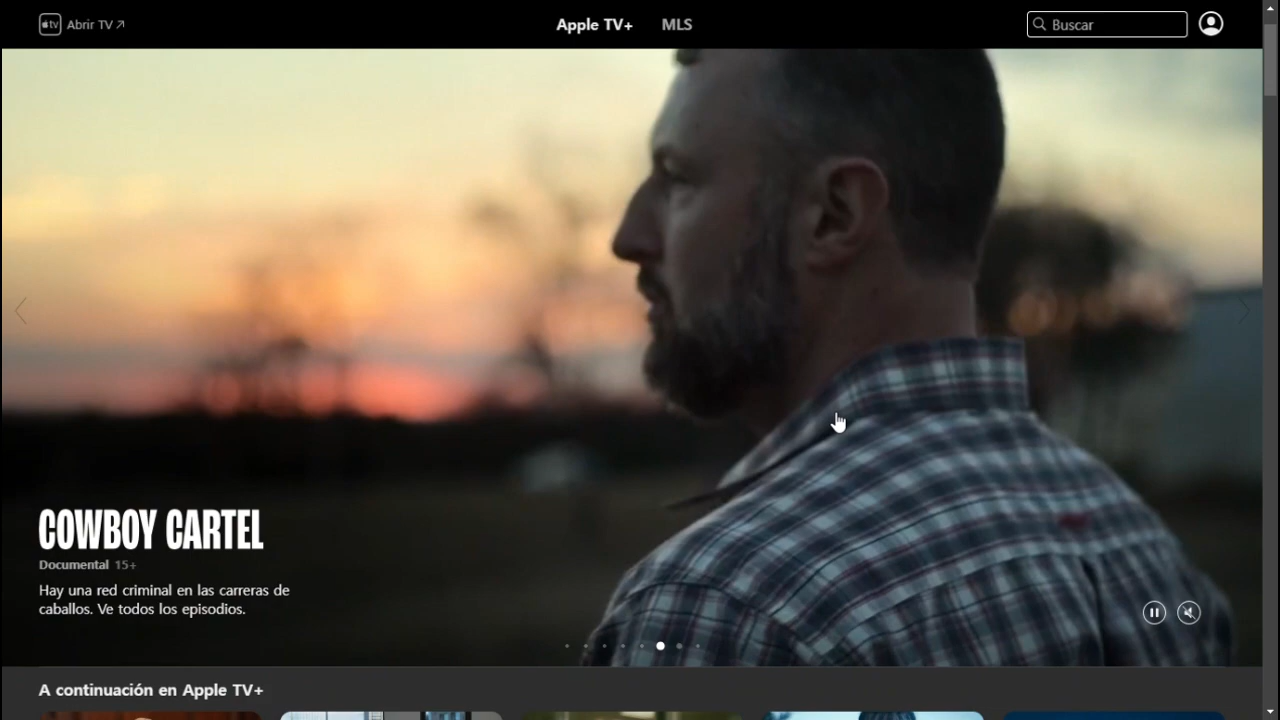 tv Abrir TV ↗
Apple TV+ MLS
Buscar
COWBOY CARTEL
Documental 15+
Hay una red criminal en las carreras de
caballos. Ve todos los episodios.
A continuación en Apple TV+